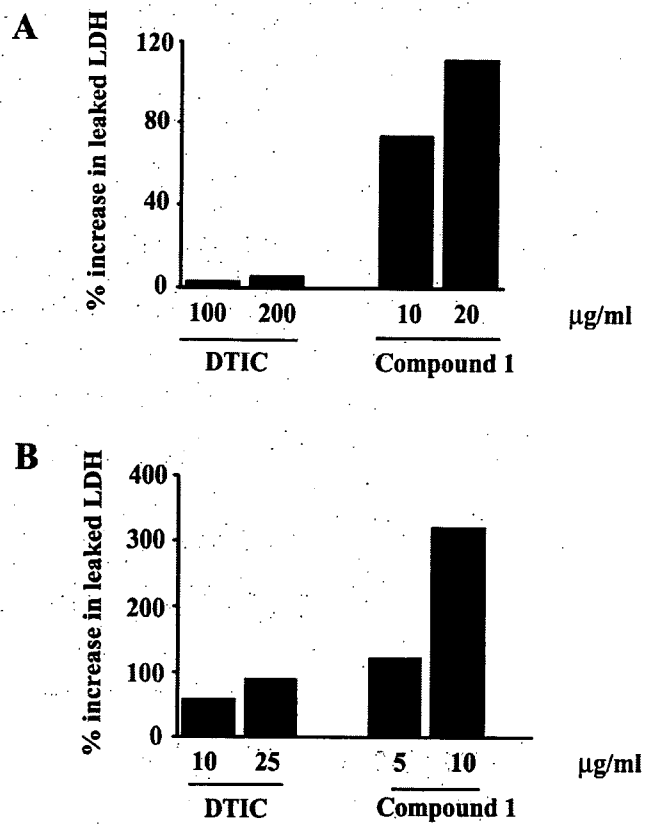 A
% increase in leaked LDH
120
80
40
0
100 200 10 20 μg/ml
DTIC Compound 1
B
% increase in leaked LDH
400
300
200
100
0
10 25 5 10 μg/ml
DTIC Compound 1